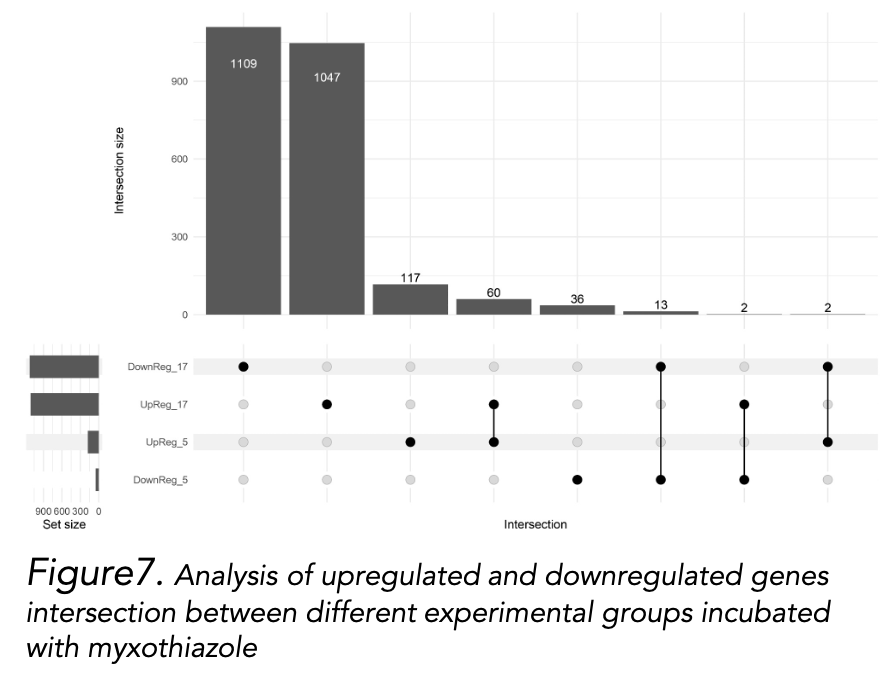 1109
1047
900
600
300
0
117
60
36
13
2
2
Intersection size
DownReg_17
UpReg_17
UpReg_5
DownReg_5
900 600 300 0
Set size
Intersection
Figure7. Analysis of upregulated and downregulated genes
intersection between different experimental groups incubated
with myxothiazole